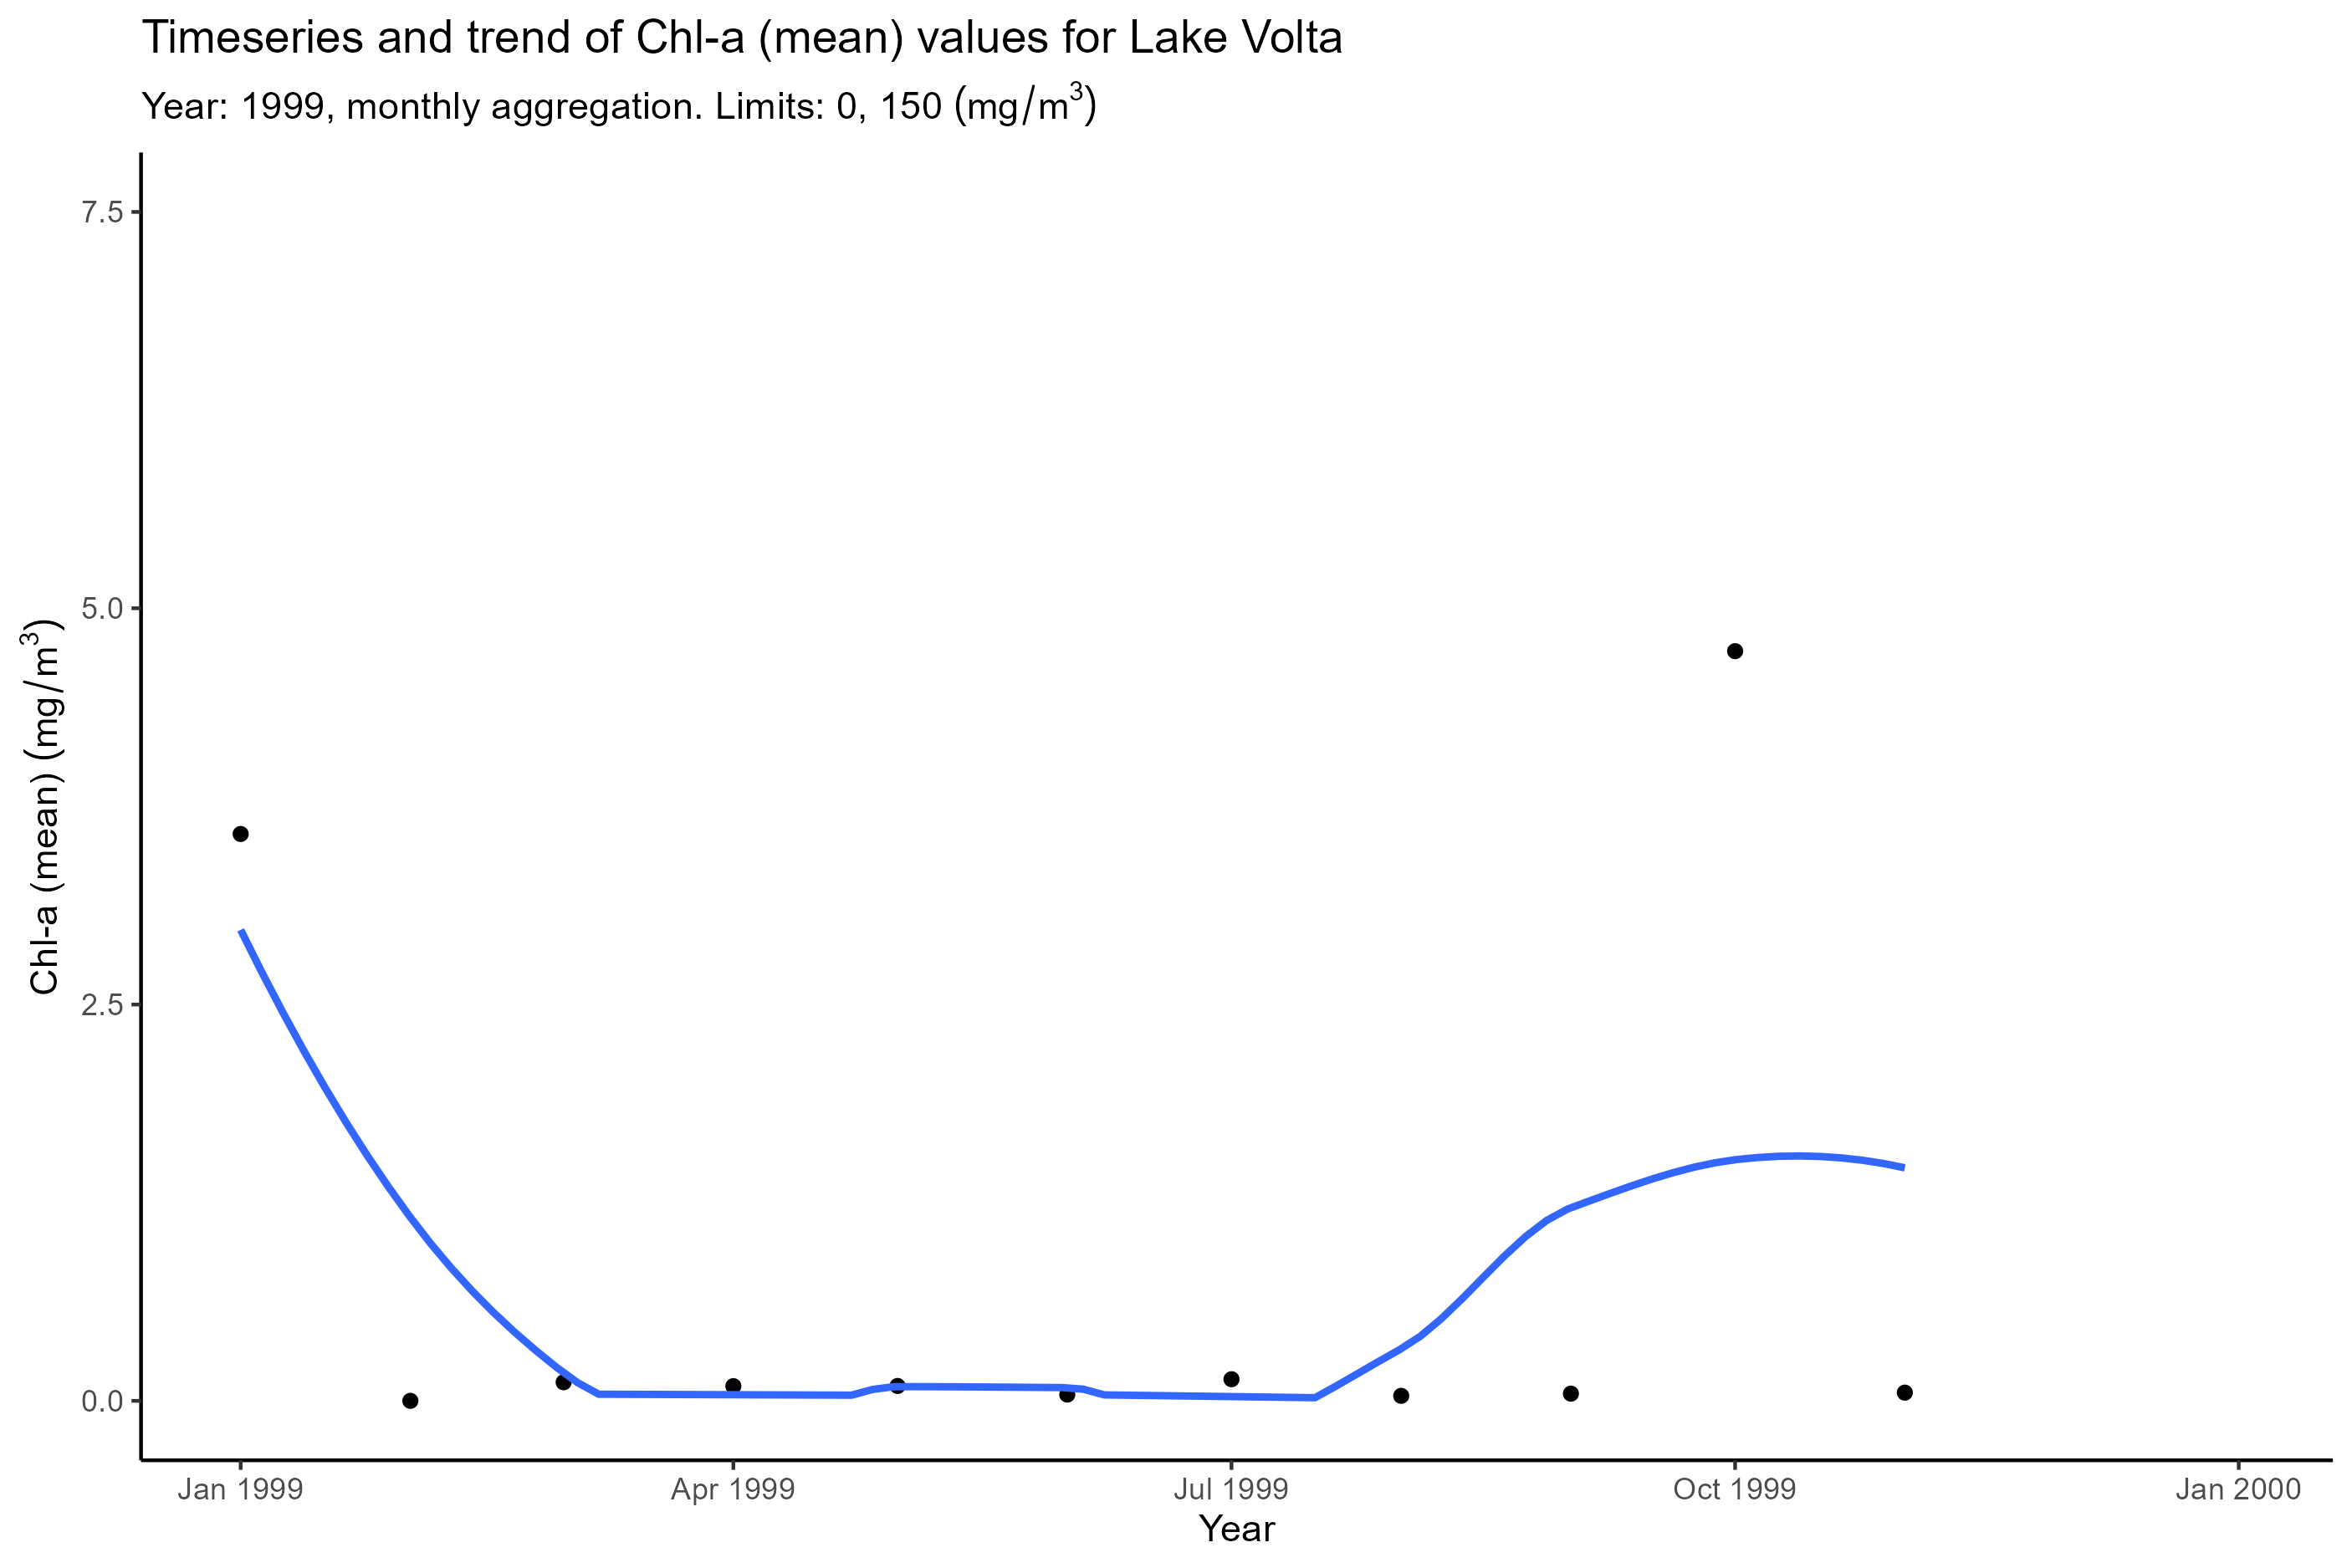 Timeseries and trend of Chl-a (mean) values for Lake Volta
Year: 1999, monthly aggregation. Limits: 0, 150 (mg/m³)
Chl-a (mean) (mg/m³)
7.5
5.0
2.5
0.0
Jan 1999 Apr 1999 Jul 1999 Oct 1999 Jan 2000
Year